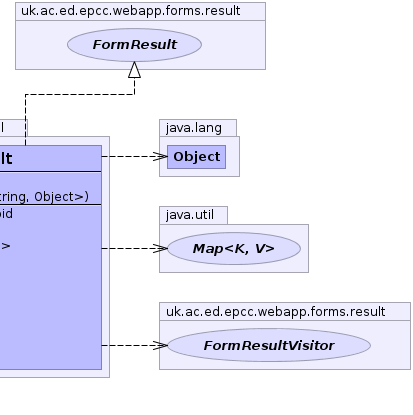 uk.ac.ed.epcc.webapp.forms.result
FormResult
l
java.lang
lt
Object
tring, Object>)
java.util
oid
>
Map<K, V>
uk.ac.ed.epcc.webapp.forms.result
FormResultVisitor